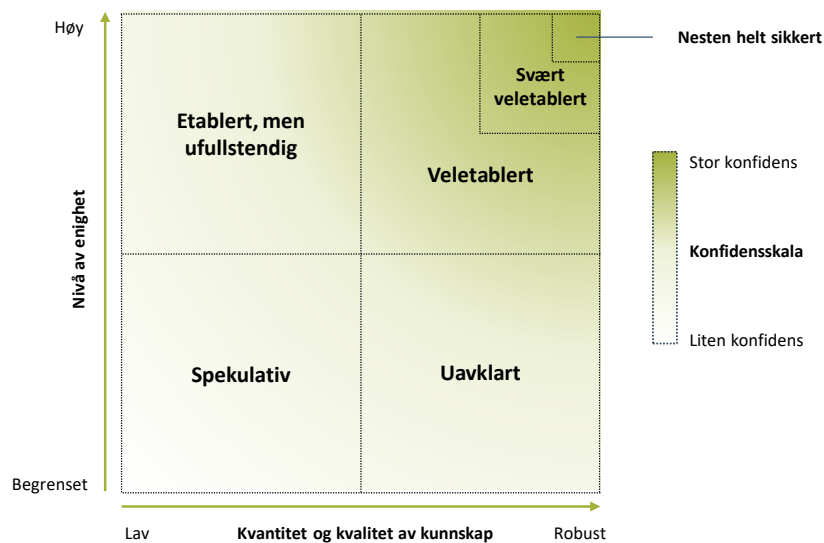 Høy
Nesten helt sikkert
Svært
veletablert
Etablert, men
ufullstendig
Veletablert
Stor konfidens
Nivå av enighet
Konfidensskala
Liten konfidens
Spekulativ
Uavklart
Begrenset
Lav
Kvantitet og kvalitet av kunnskap
Robust